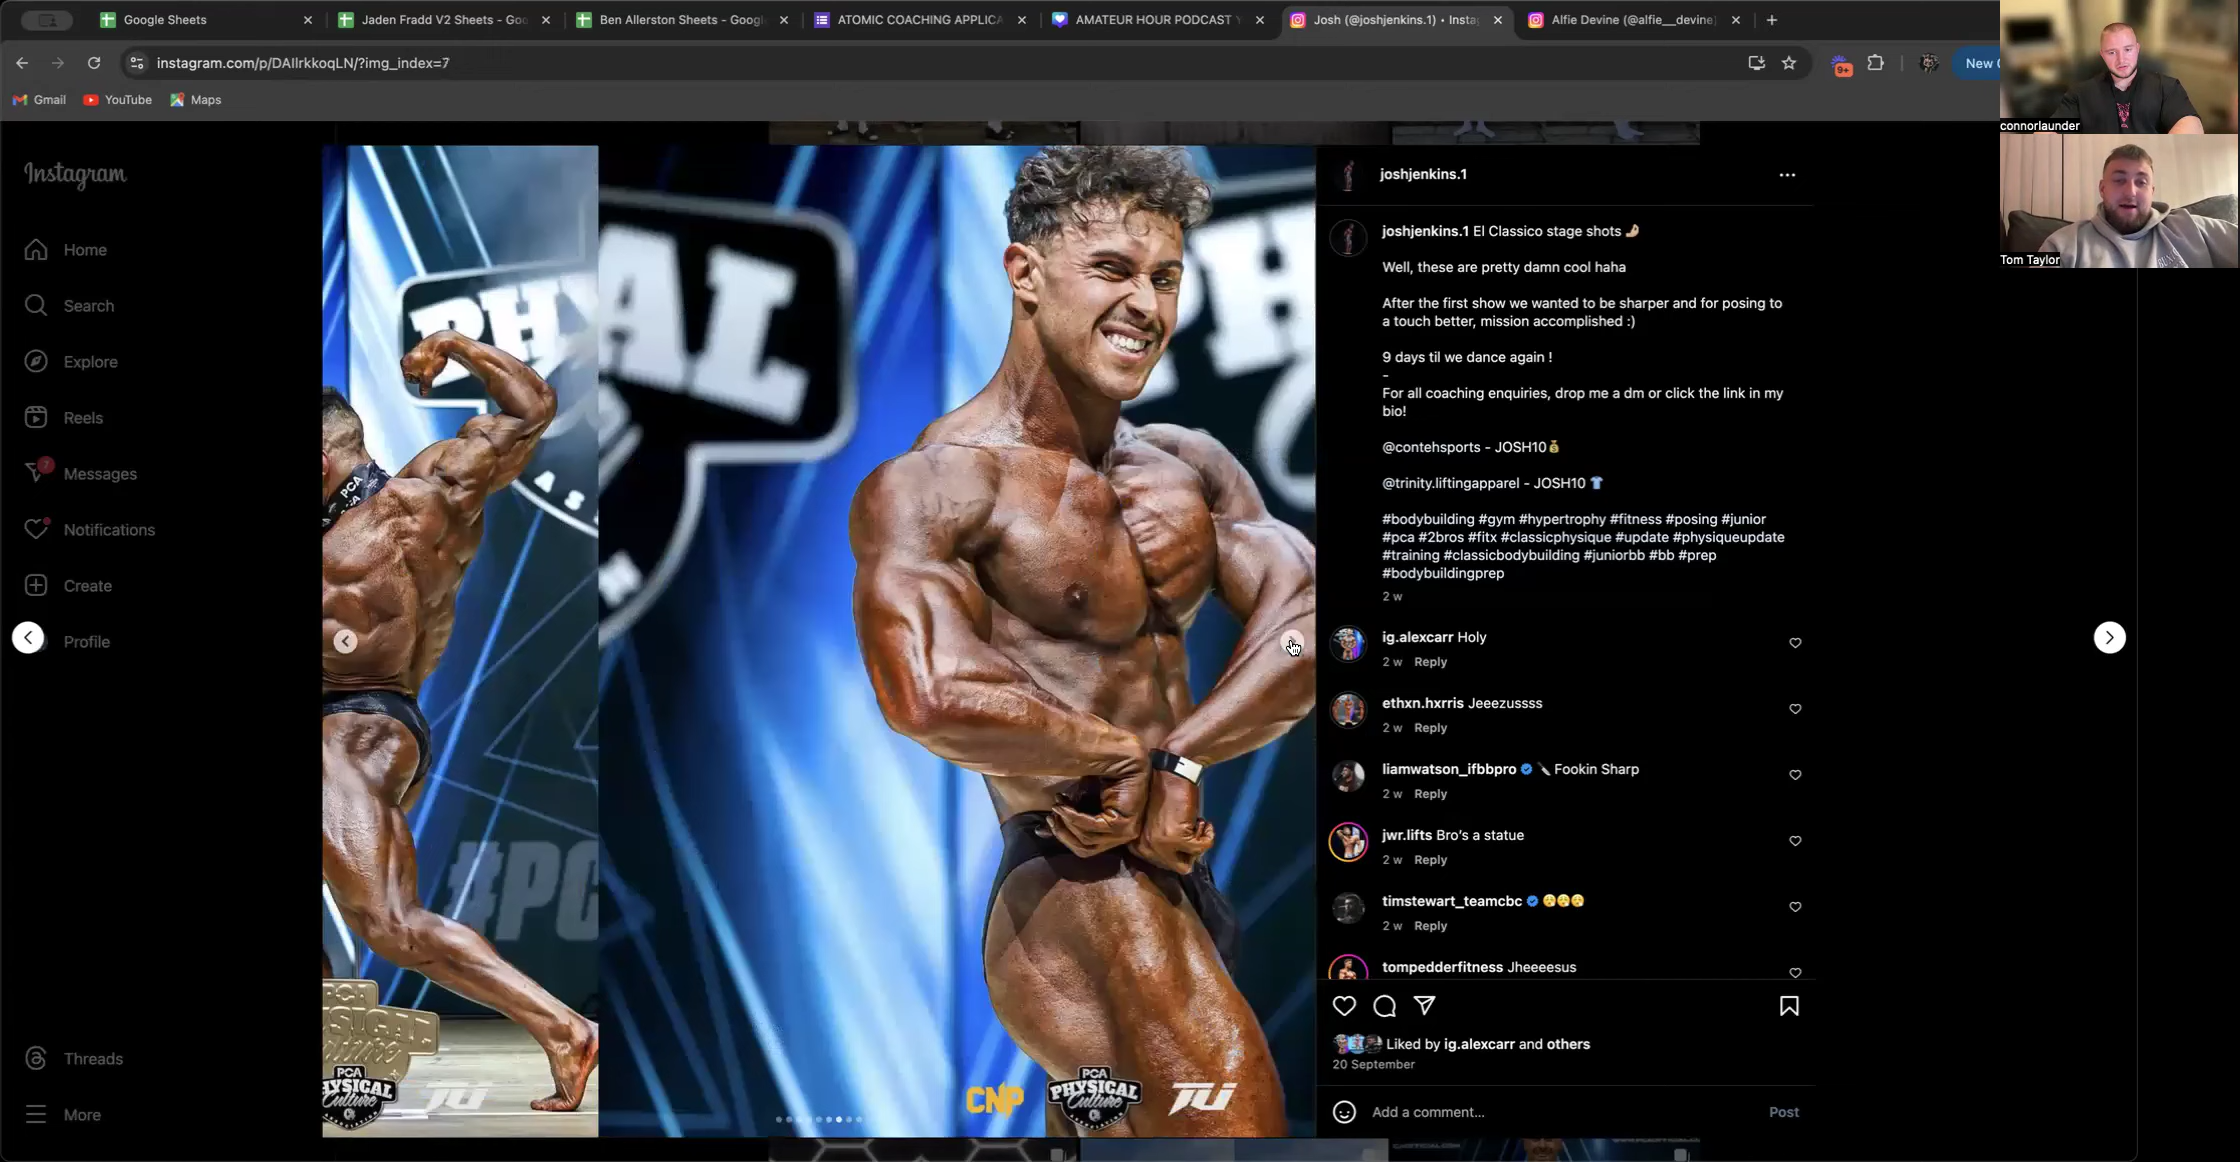 Google Sheets
Jaden Fradd V2 Sheets - Goo
Ben Allerston Sheets - Google
ATOMIC COACHING APPLICA
AMATEUR HOUR PODCAST
Josh (@joshjenkins.1) • Insta
Alfie Devine (@alfie__devine)
instagram.com/p/DAIlrkkoqLN/?img_index=7
9+
New
Gmail
YouTube
Maps
connorlaunder
Tom Taylor
Instagram
Home
Search
Explore
Reels
7
Messages
Notifications
Create
Profile
Threads
More
PCA
#PC
PCA
PHYSICAL
Culture
CNP
PCA
PHYSICAL
Culture
joshjenkins.1
joshjenkins.1 El Classico stage shots 🤌🏼
Well, these are pretty damn cool haha
After the first show we wanted to be sharper and for posing to
a touch better, mission accomplished :)
9 days til we dance again !
-
For all coaching enquiries, drop me a dm or click the link in my
bio!
@contehsports - JOSH10💰
@trinity.liftingapparel - JOSH10 👕
#bodybuilding #gym #hypertrophy #fitness #posing #junior
#pca #2bros #fitx #classicphysique #update #physiqueupdate
#training #classicbodybuilding #juniorbb #bb #prep
#bodybuildingprep
2 w
ig.alexcarr Holy
2 w Reply
ethxn.hxrris Jeeezussss
2 w Reply
liamwatson_ifbbpro 🔪 Fookin Sharp
2 w Reply
jwr.lifts Bro's a statue
2 w Reply
timstewart_teamcbc 😮‍💨😮‍💨😮‍💨
2 w Reply
tompedderfitness Jheeeesus
Liked by ig.alexcarr and others
20 September
Add a comment...
Post